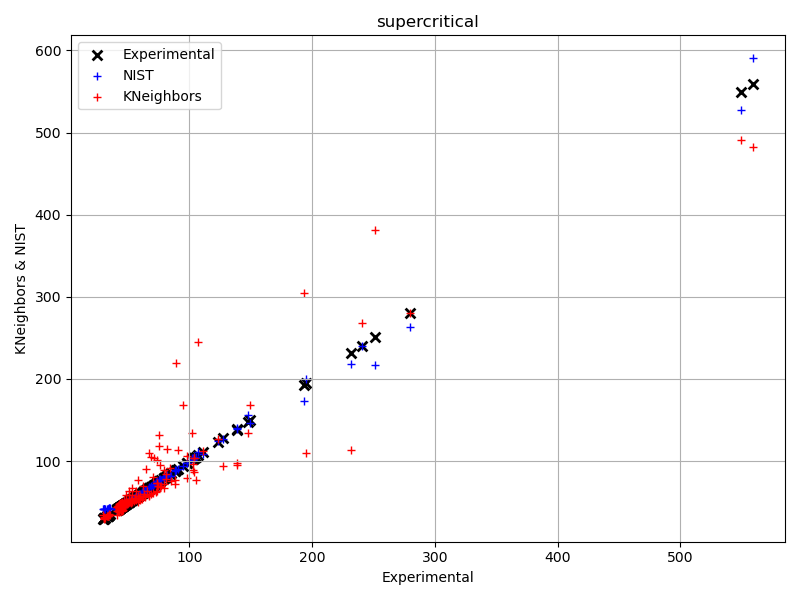 supercritical
Experimental
NIST
KNeighbors
KNeighbors & NIST
600
500
400
300
200
100
100 200 300 400 500
Experimental